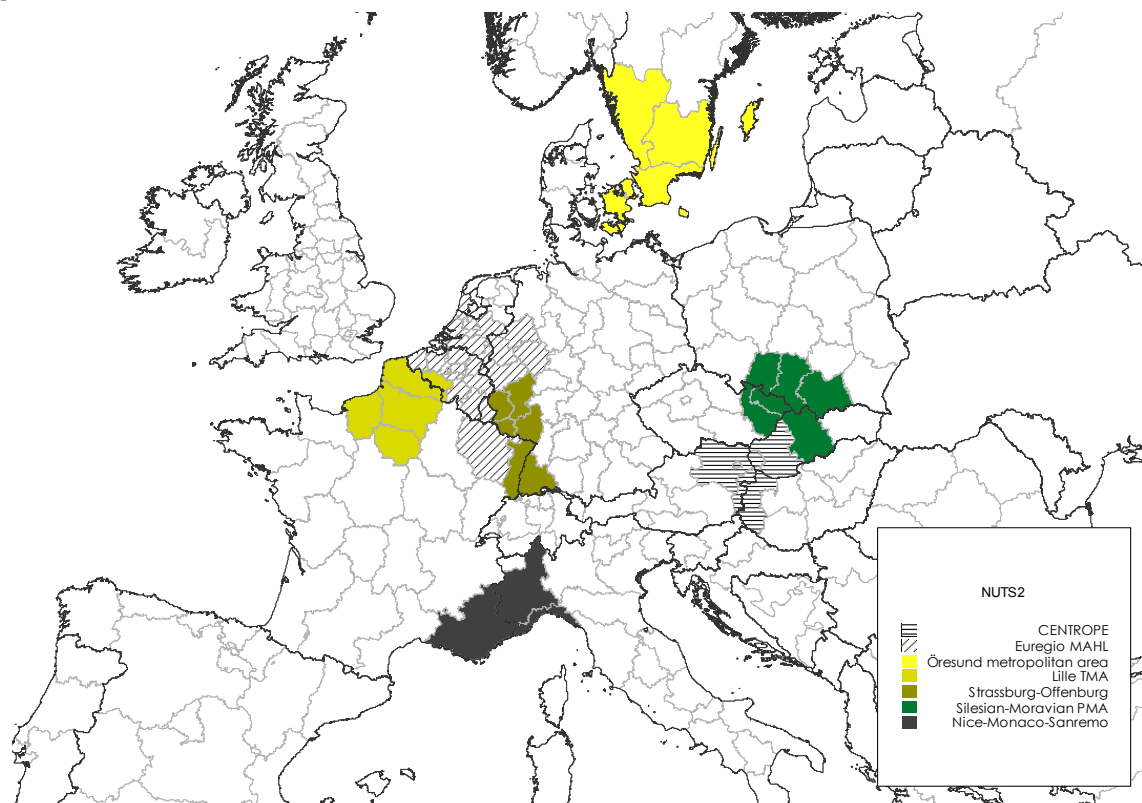 NUTS2
CENTROPE
Euregio MAHL
Öresund metropolitan area
Lille TMA
Strassburg-Offenburg
Silesian-Moravian PMA
Nice-Monaco-Sanremo